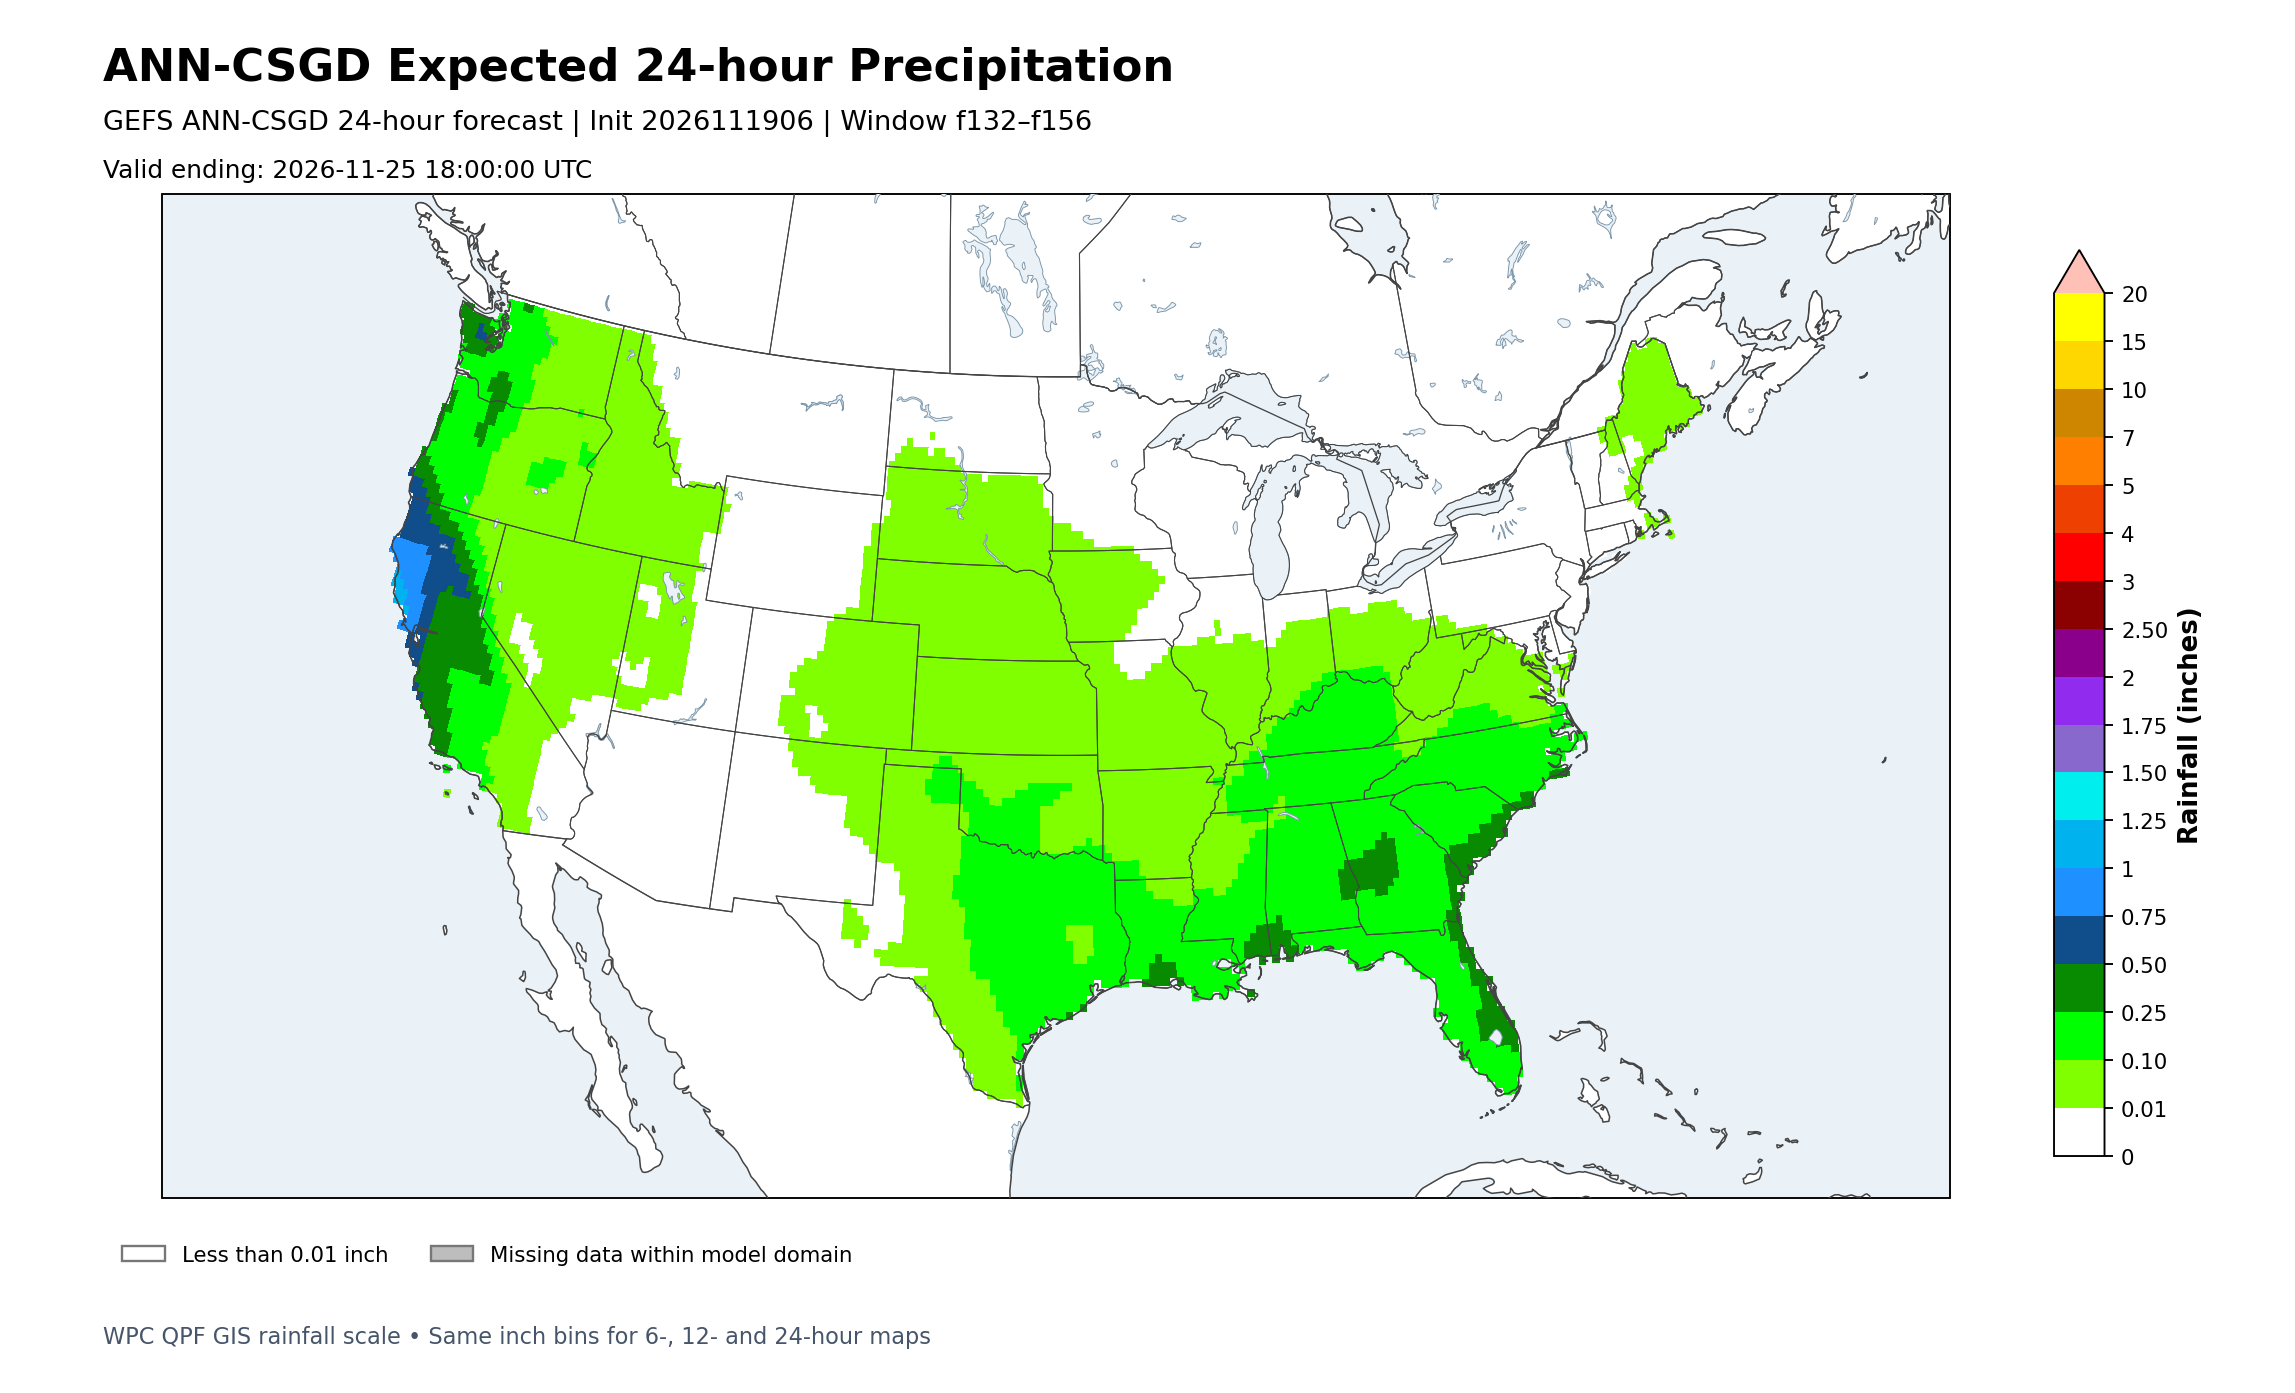 ANN-CSGD Expected 24-hour Precipitation
GEFS ANN-CSGD 24-hour forecast | Init 2026111906 | Window f132–f156
Valid ending: 2026-11-25 18:00:00 UTC
20
15
10
7
5
4
3
2.50
2
1.75
1.50
1.25
1
0.75
0.50
0.25
0.10
0.01
0
Rainfall (inches)
Less than 0.01 inch
Missing data within model domain
WPC QPF GIS rainfall scale • Same inch bins for 6-, 12- and 24-hour maps